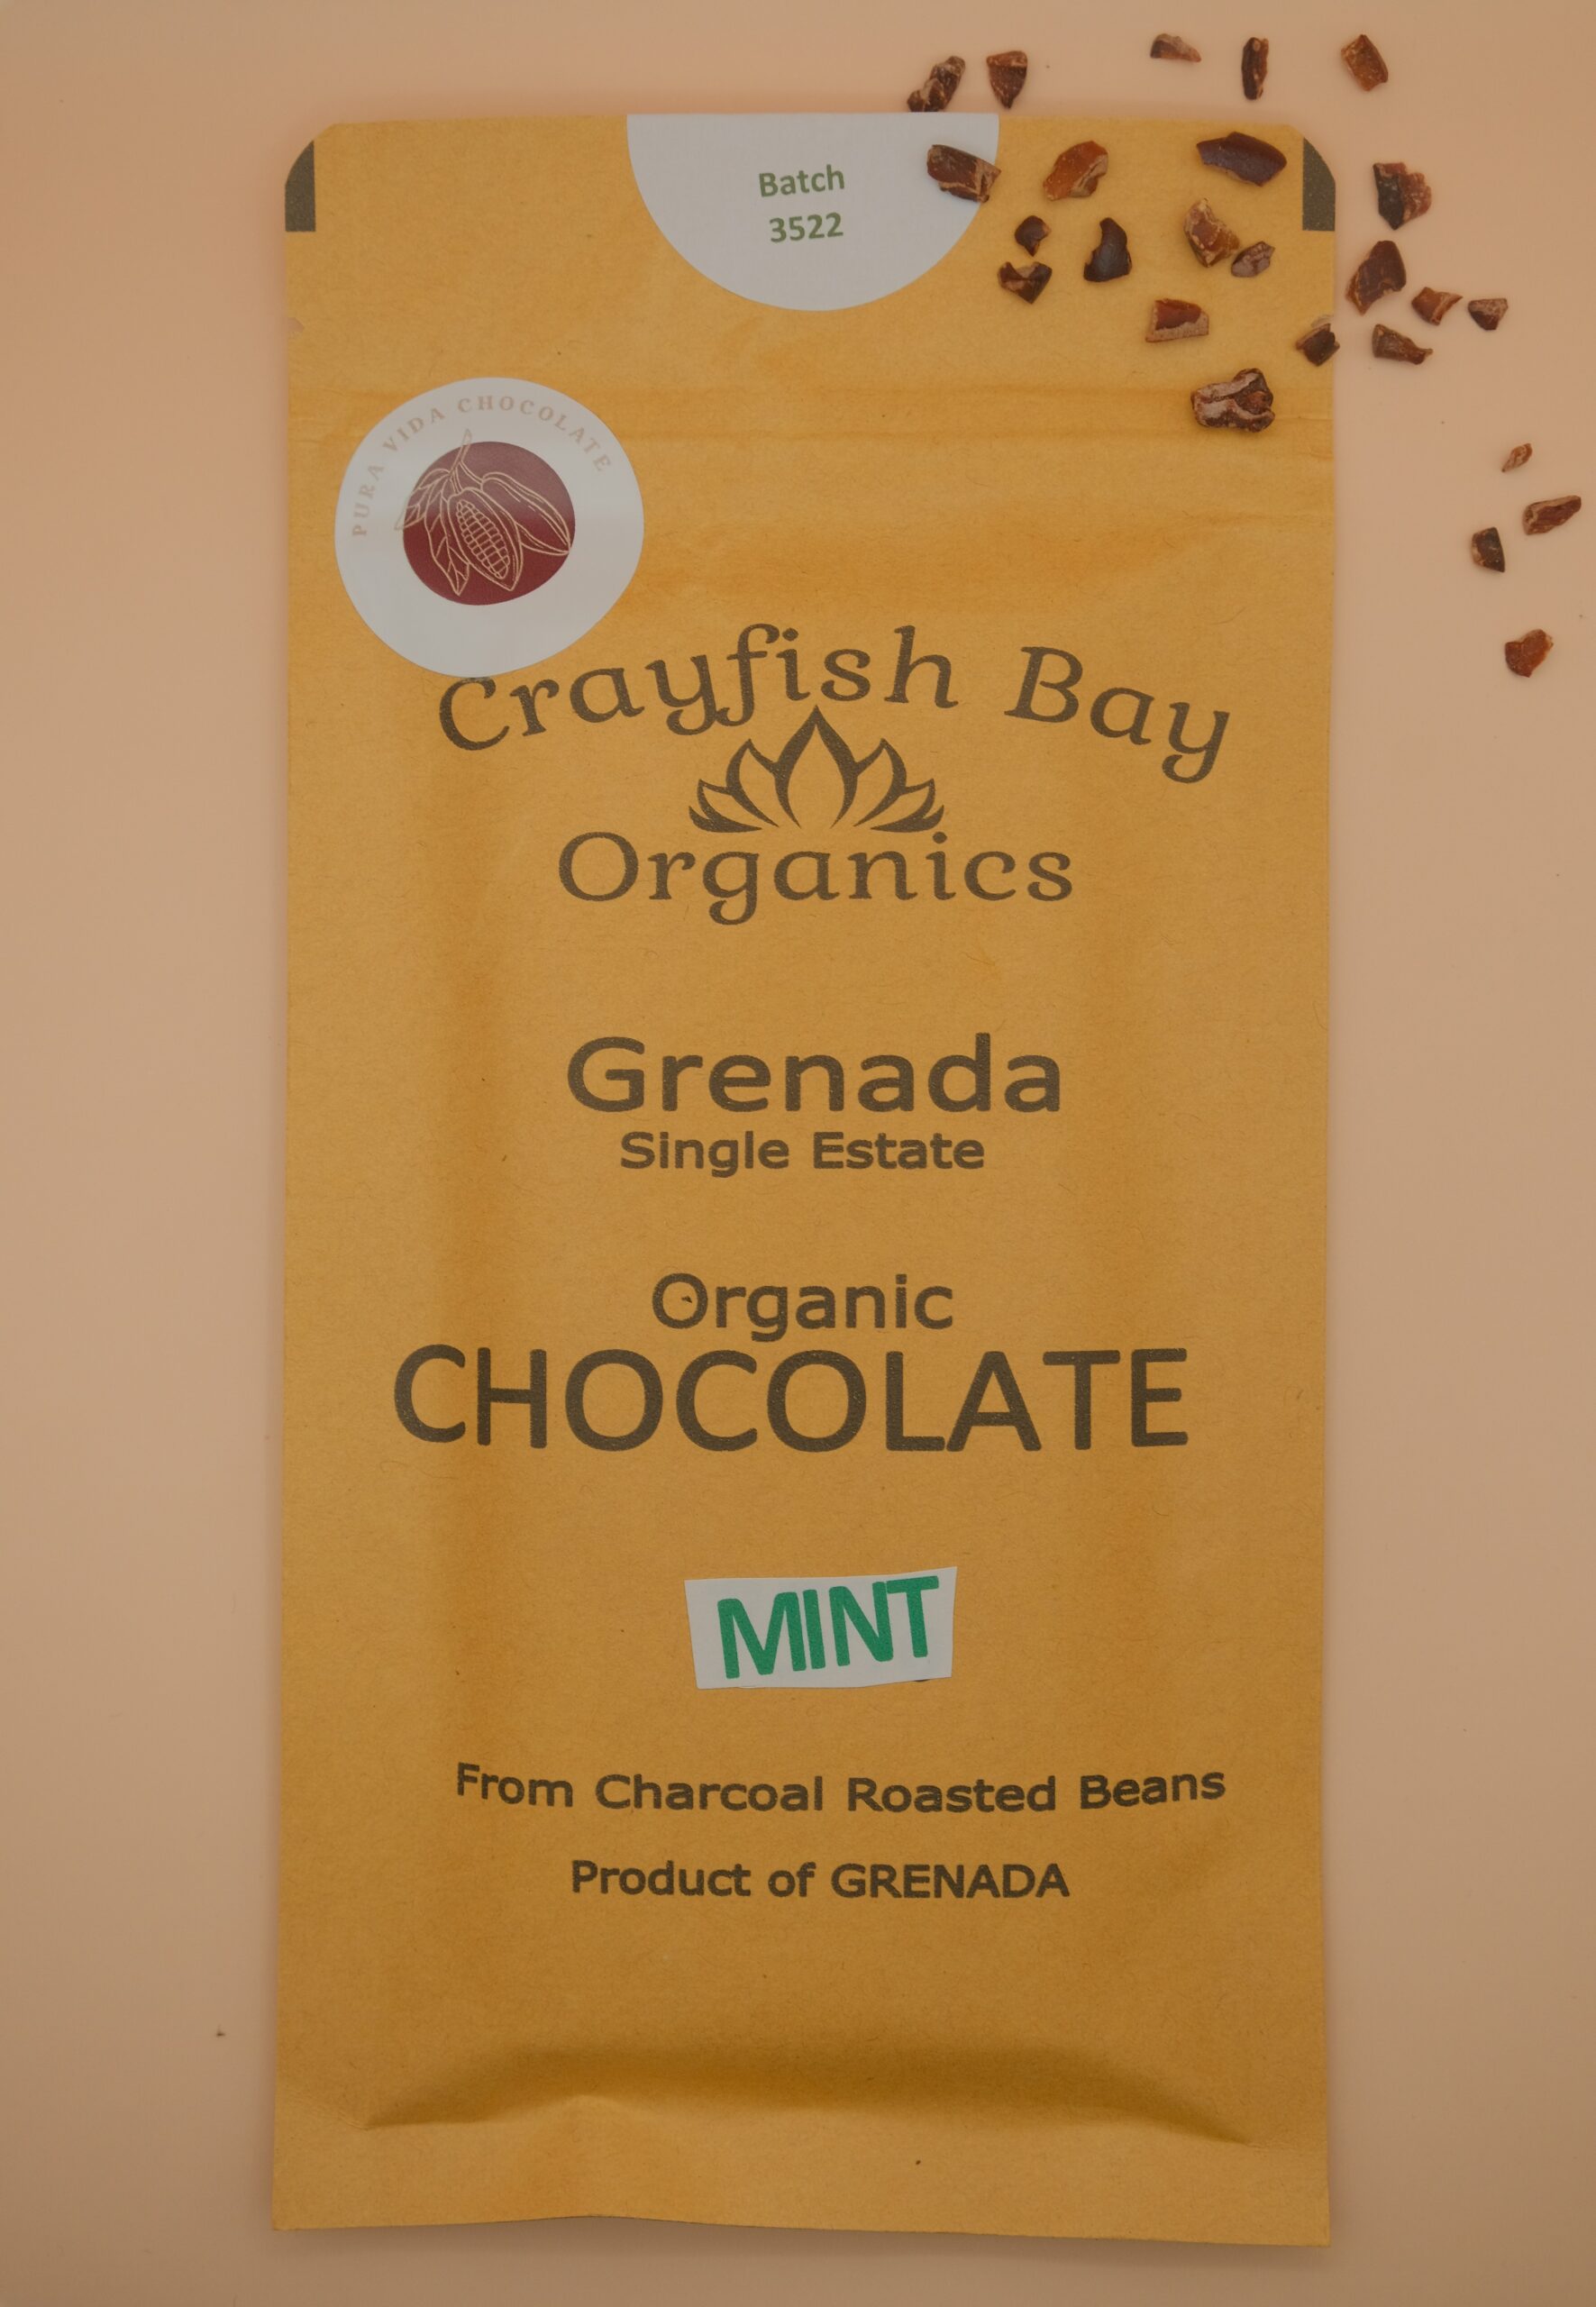 Batch
3522
PURA VIDA CHOCOLATE
Crayfish Bay
Organics
Grenada
Single Estate
Organic
CHOCOLATE
MINT
From Charcoal Roasted Beans
Product of GRENADA